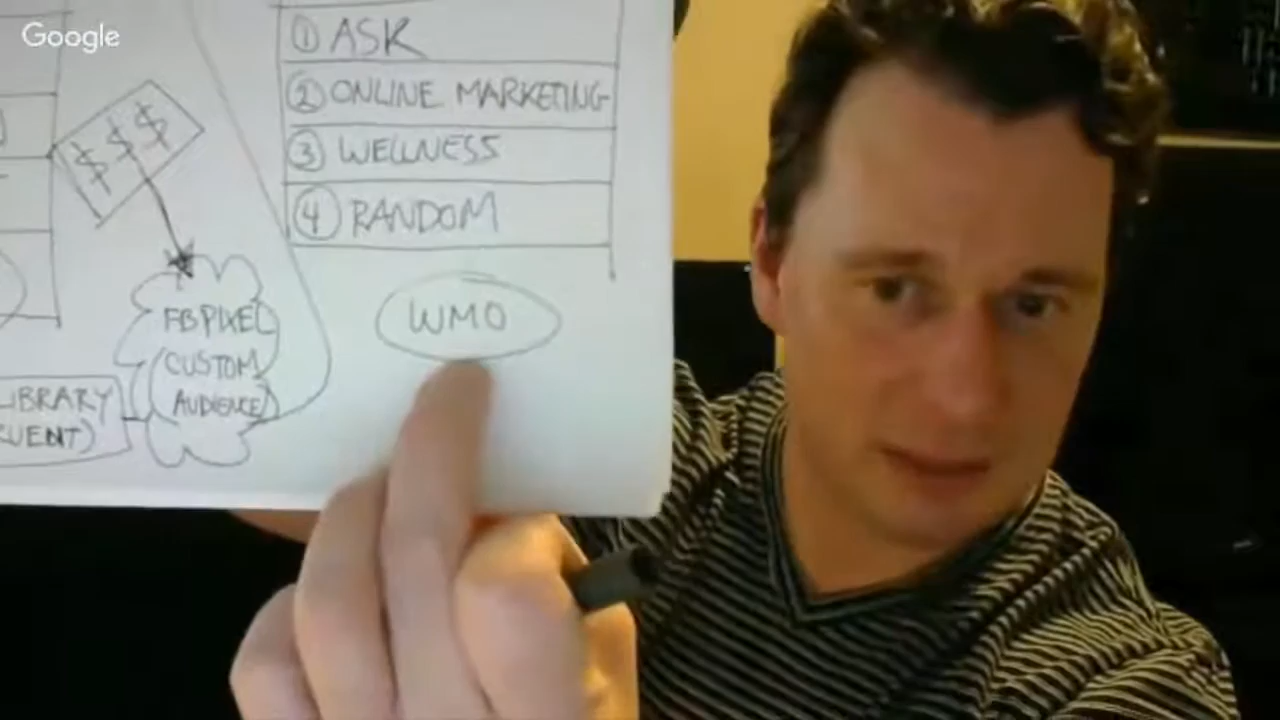 Google
① ASK
② ONLINE MARKETING
③ WELLNESS
④ RANDOM
$ $ $
WMO
FB PIXEL
CUSTOM
AUDIENCE
LIBRARY